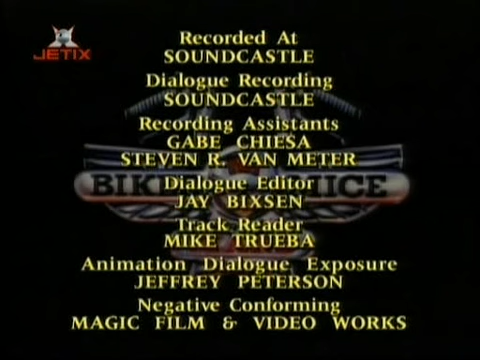 JETIX
Recorded At
SOUNDCASTLE
Dialogue Recording
SOUNDCASTLE
Recording Assistants
GABE CHIESA
STEVEN R. VAN METER
Dialogue Editor
JAY BIXSEN
Track Reader
MIKE TRUEBA
Animation Dialogue Exposure
JEFFREY PETERSON
Negative Conforming
MAGIC FILM & VIDEO WORKS